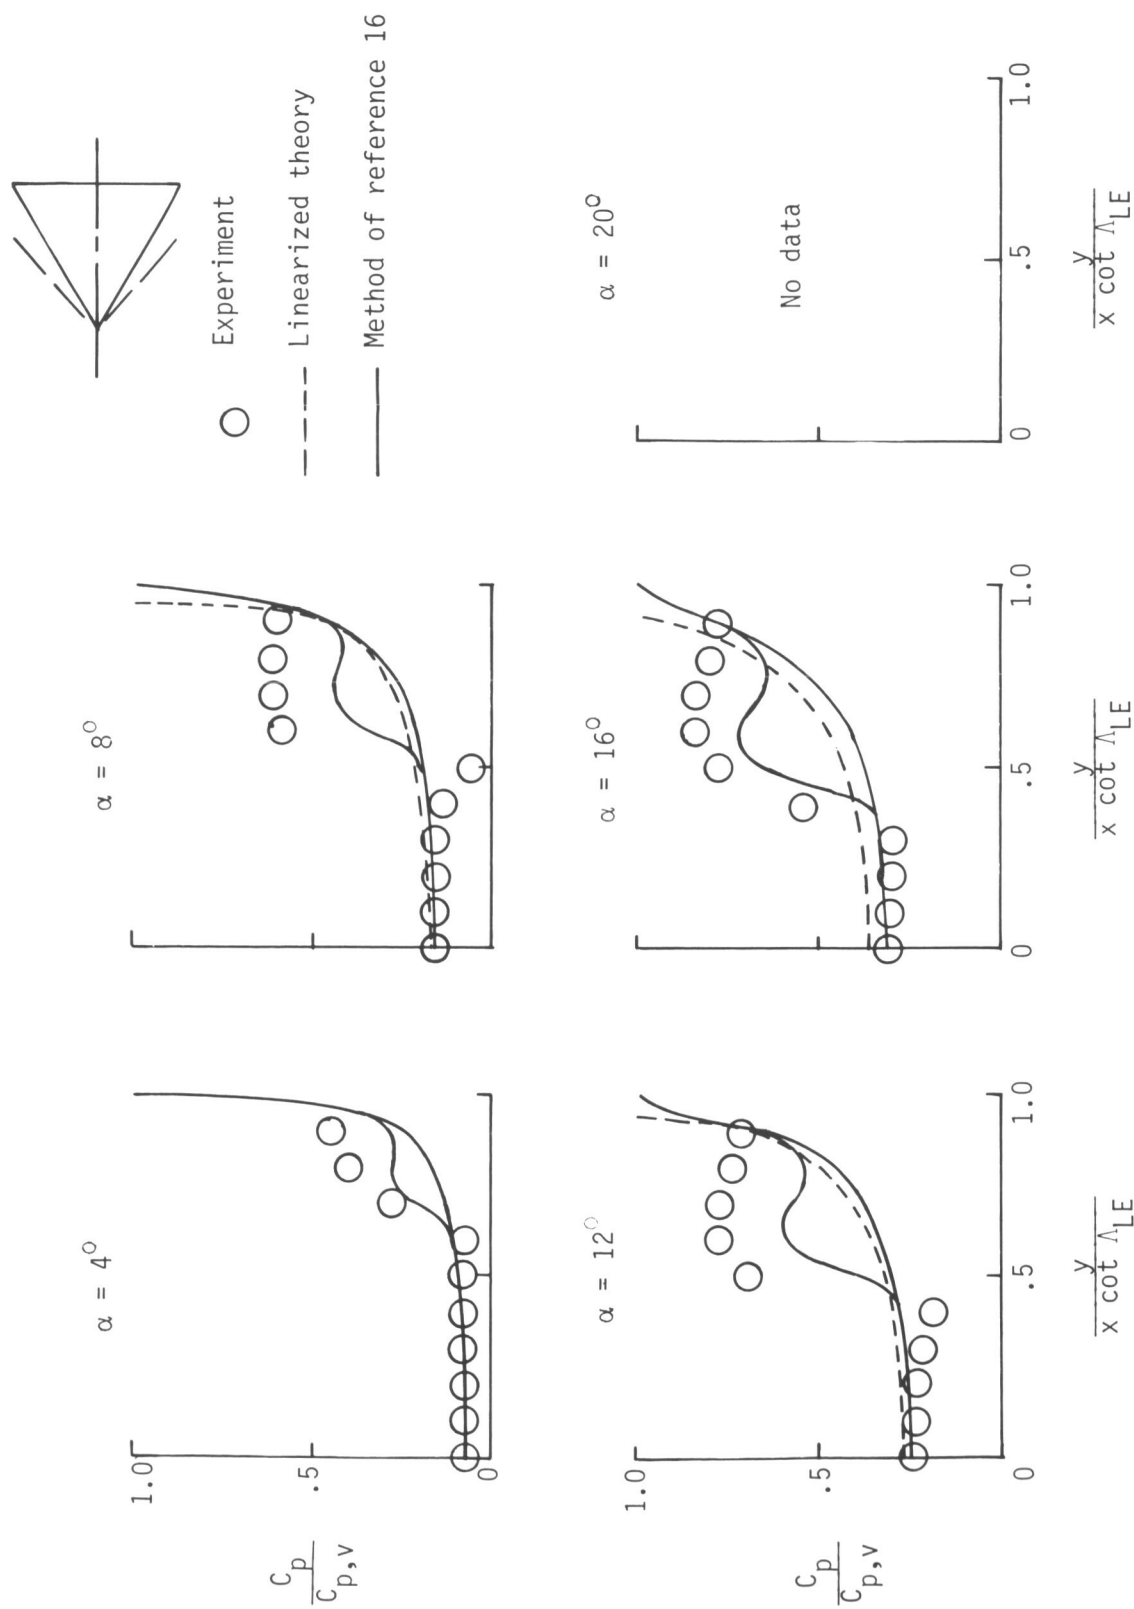 Experiment
Linearized theory
Method of reference 16
α = 4°
α = 8°
1.0
.5
0
C_p
C_p,v
α = 12°
α = 16°
α = 20°
No data
1.0
.5
0
C_p
C_p,v
0
.5
1.0
0
.5
1.0
0
.5
1.0
y
x cot Λ_LE
y
x cot Λ_LE
y
x cot Λ_LE